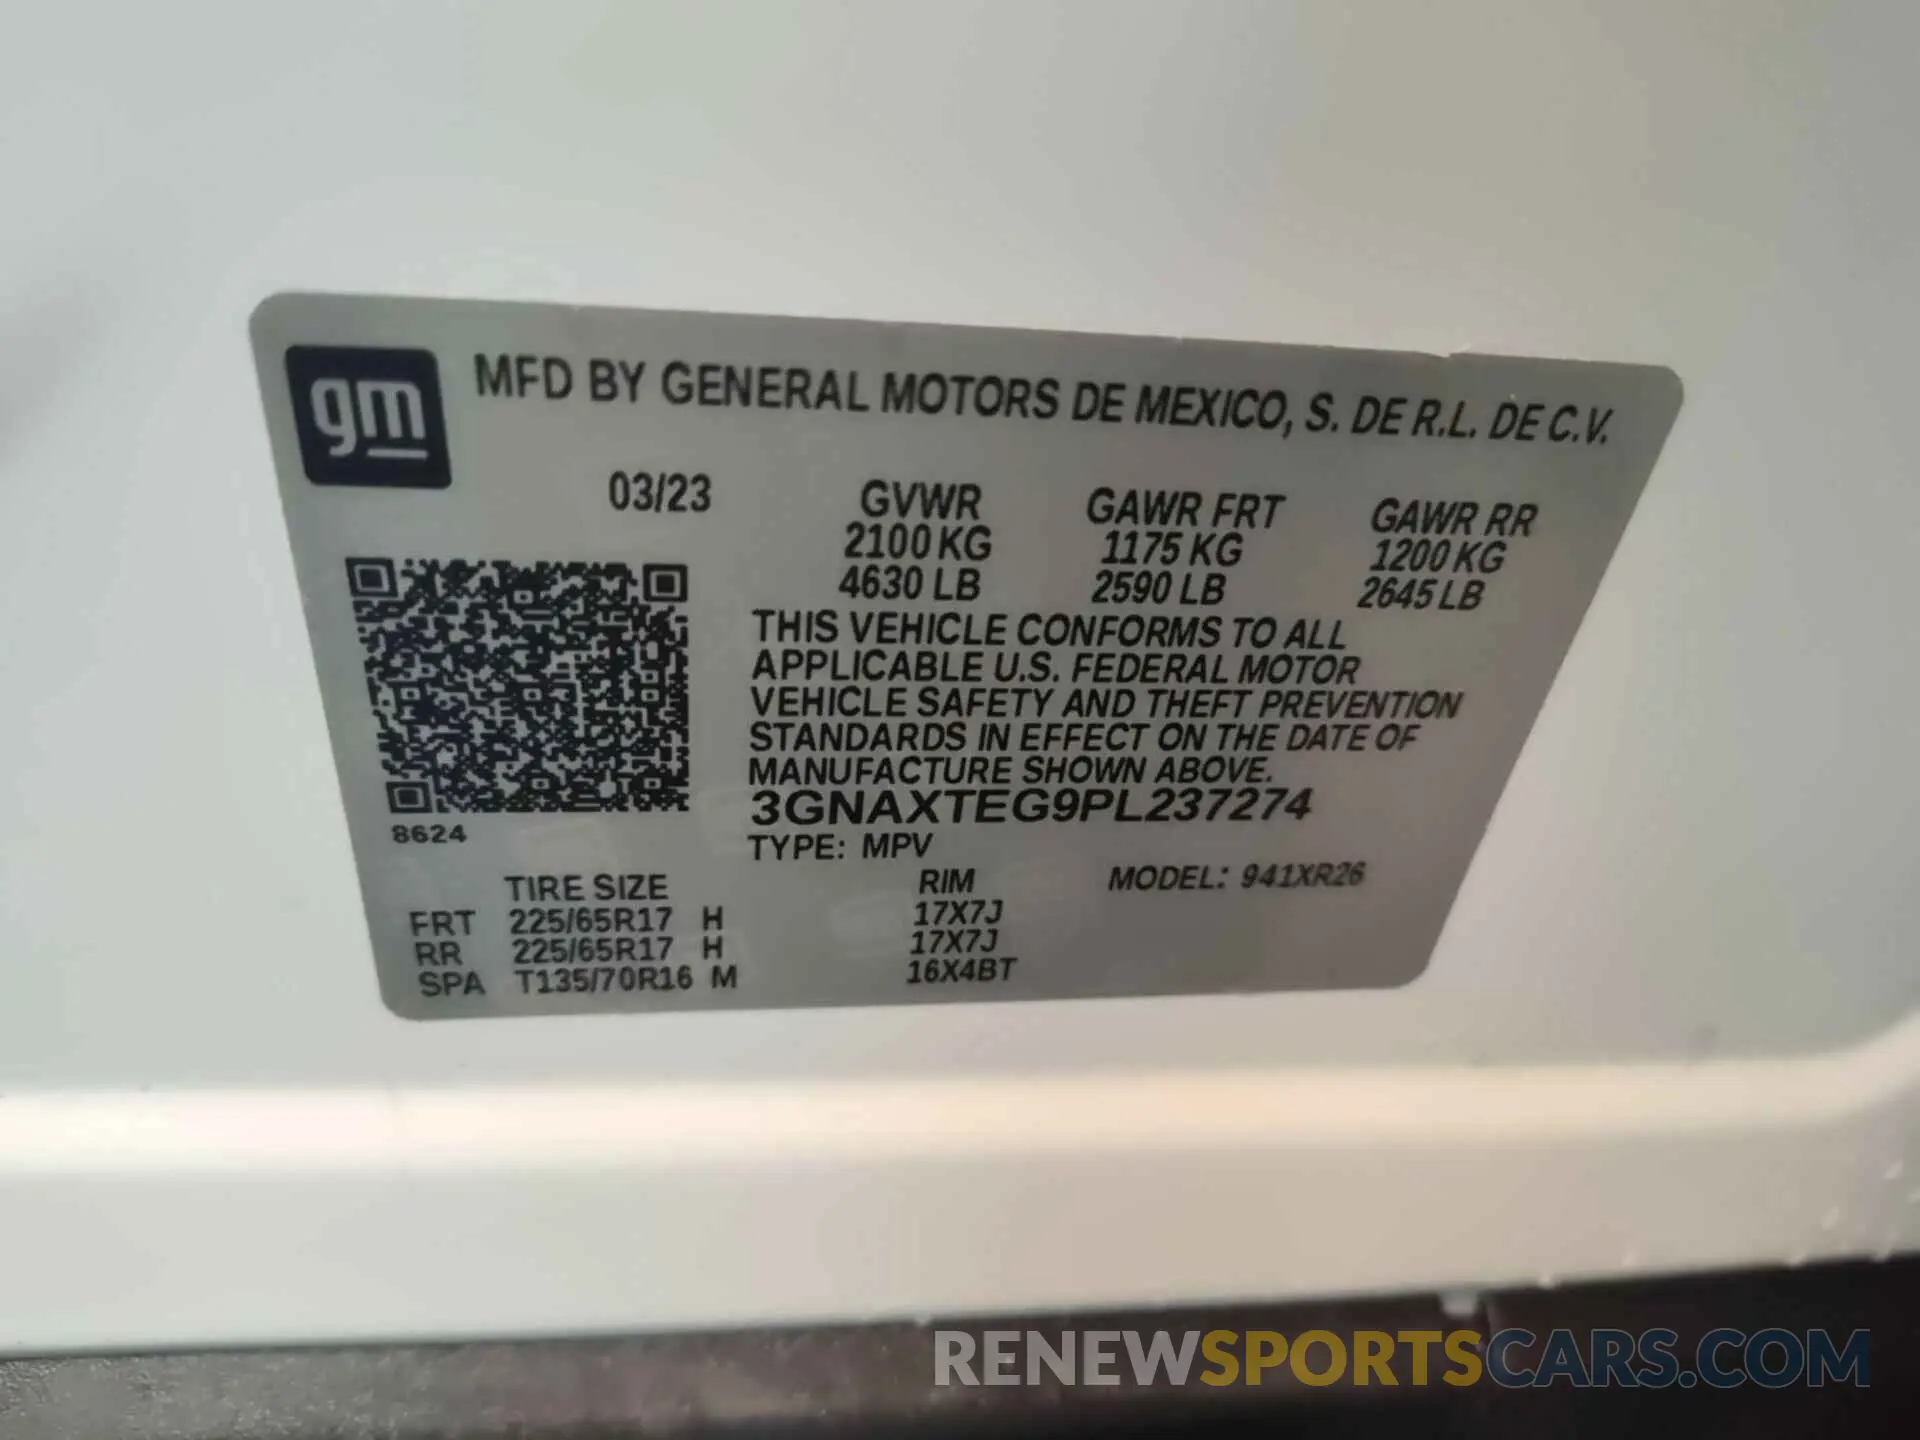 gm
MFD BY GENERAL MOTORS DE MEXICO, S. DE R.L. DE C.V.
03/23 GVWR GAWR FRT GAWR RR
2100 KG 1175 KG 1200 KG
4630 LB 2590 LB 2645 LB
THIS VEHICLE CONFORMS TO ALL
APPLICABLE U.S. FEDERAL MOTOR
VEHICLE SAFETY AND THEFT PREVENTION
STANDARDS IN EFFECT ON THE DATE OF
MANUFACTURE SHOWN ABOVE.
3GNAXTEG9PL237274
8624
TYPE: MPV
TIRE SIZE RIM MODEL: 941XR26
FRT 225/65R17 H 17X7J
RR 225/65R17 H 17X7J
SPA T135/70R16 M 16X4BT
RENEWSPORTSCARS.COM